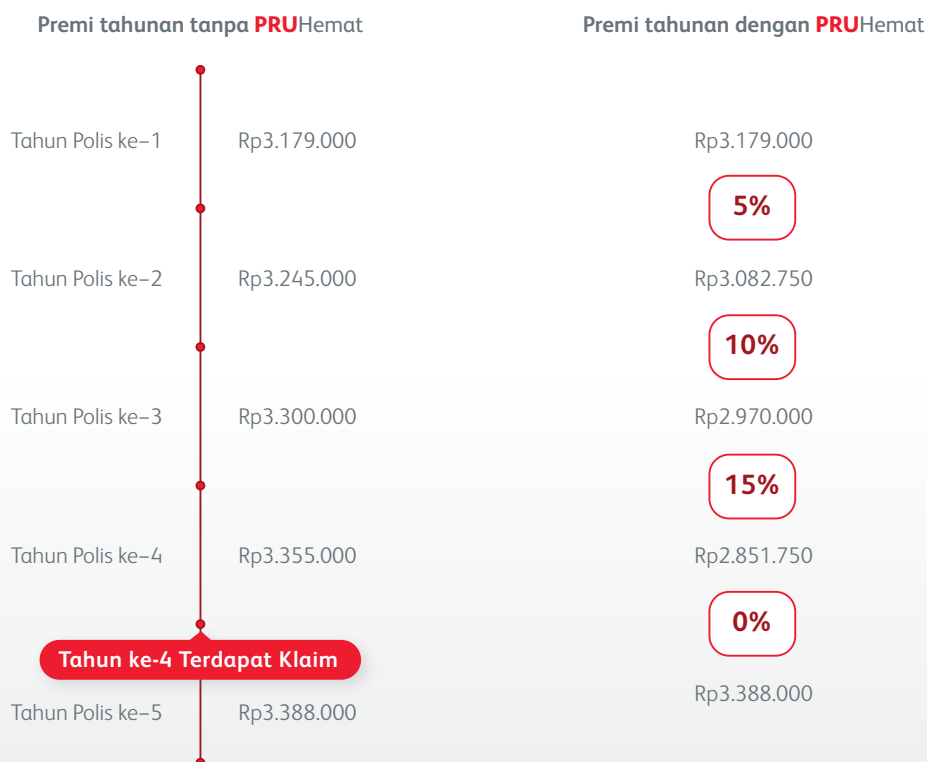 Premi tahunan tanpa PRUHemat
Premi tahunan dengan PRUHemat
Tahun Polis ke–1 Rp3.179.000 Rp3.179.000
5%
Tahun Polis ke–2 Rp3.245.000 Rp3.082.750
10%
Tahun Polis ke–3 Rp3.300.000 Rp2.970.000
15%
Tahun Polis ke–4 Rp3.355.000 Rp2.851.750
0%
Tahun ke-4 Terdapat Klaim
Tahun Polis ke–5 Rp3.388.000 Rp3.388.000